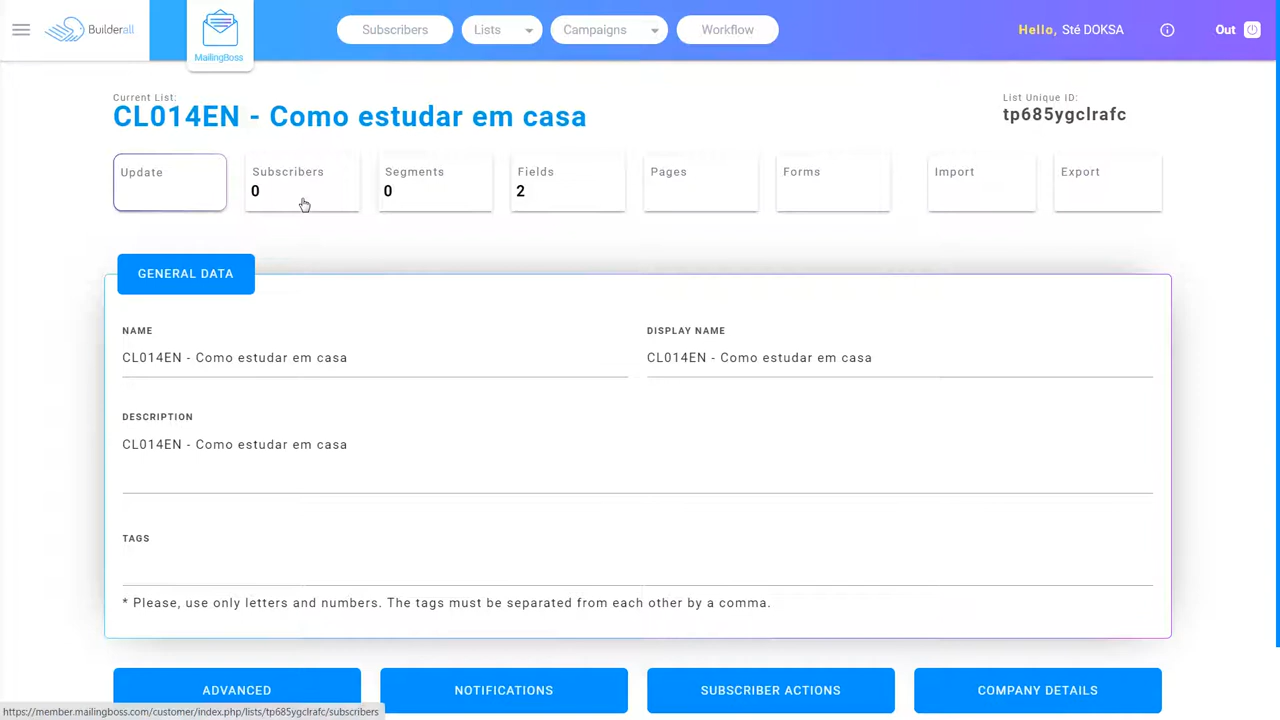 Builderall
MailingBoss
Subscribers
Lists
Campaigns
Workflow
Hello, Sté DOKSA
Out
Current List:
CL014EN - Como estudar em casa
List Unique ID:
tp685ygclrafc
Update
Subscribers
0
Segments
0
Fields
2
Pages
Forms
Import
Export
GENERAL DATA
NAME
CL014EN - Como estudar em casa
DISPLAY NAME
CL014EN - Como estudar em casa
DESCRIPTION
CL014EN - Como estudar em casa
TAGS
* Please, use only letters and numbers. The tags must be separated from each other by a comma.
ADVANCED
NOTIFICATIONS
SUBSCRIBER ACTIONS
COMPANY DETAILS
https://member.mailingboss.com/customer/index.php/lists/tp685ygclrafc/subscribers